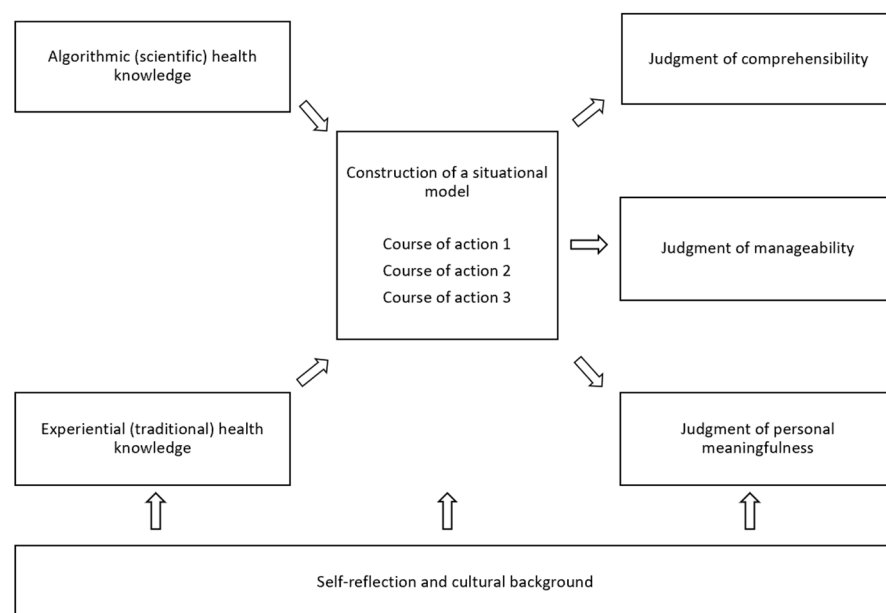 Algorithmic (scientific) health
knowledge
Judgment of comprehensibility
Construction of a situational
model
Course of action 1
Course of action 2
Course of action 3
Judgment of manageability
Experiential (traditional) health
knowledge
Judgment of personal
meaningfulness
Self-reflection and cultural background